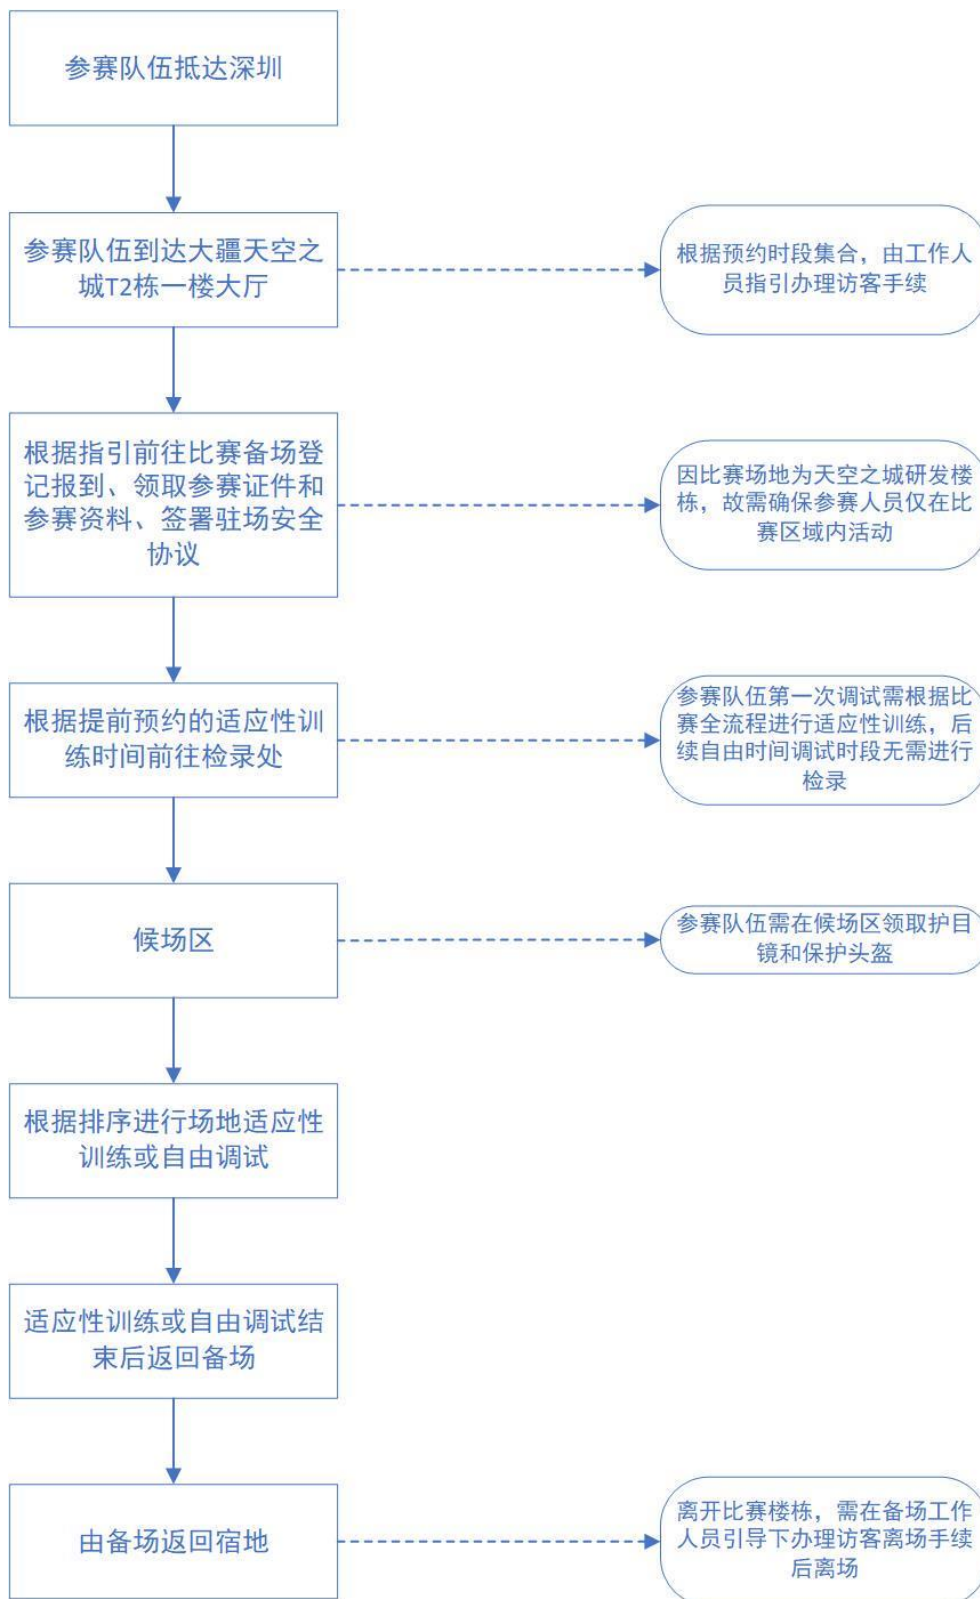 参赛队伍抵达深圳
参赛队伍到达大疆天空之
城T2栋一楼大厅
根据预约时段集合，由工作人
员指引办理访客手续
根据指引前往比赛备场登
记报到、领取参赛证件和
参赛资料、签署驻场安全
协议
因比赛场地为天空之城研发楼
栋，故需确保参赛人员仅在比
赛区域内活动
根据提前预约的适应性训
练时间前往检录处
参赛队伍第一次调试需根据比
赛全流程进行适应性训练，后
续自由时间调试时段无需进行
检录
候场区
参赛队伍需在候场区领取护目
镜和保护头盔
根据排序进行场地适应性
训练或自由调试
适应性训练或自由调试结
束后返回备场
由备场返回宿地
离开比赛楼栋，需在备场工作
人员引导下办理访客离场手续
后离场